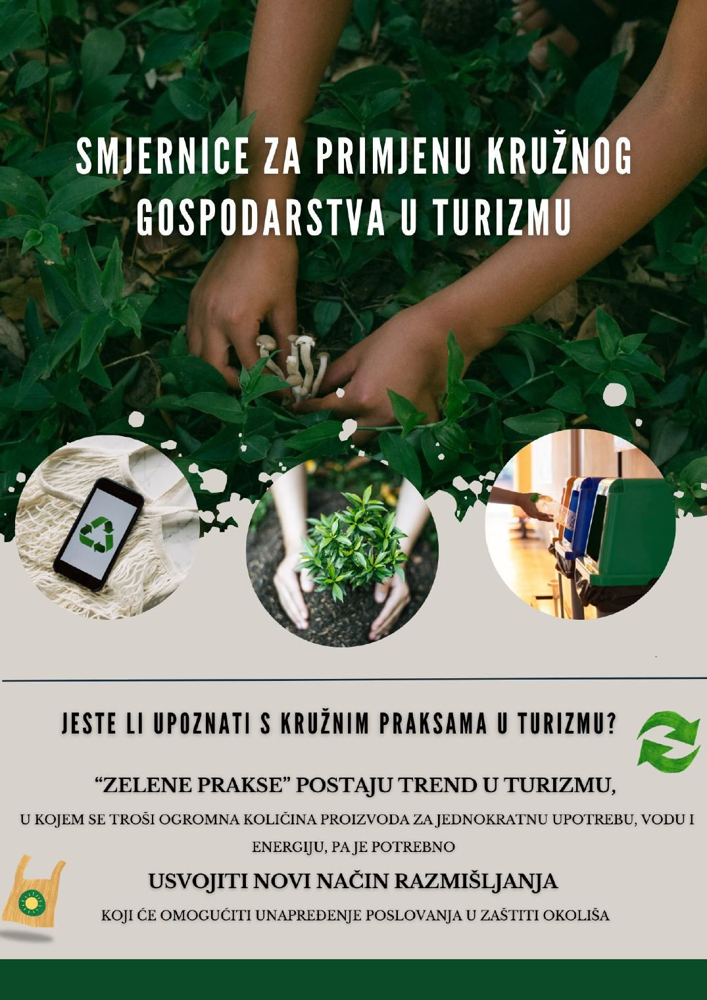 SMJERNICE ZA PRIMJENU KRUŽNOG
GOSPODARSTVA U TURIZMU
JESTE LI UPOZNATI S KRUŽNIM PRAKSAMA U TURIZMU?
“ZELENE PRAKSE” POSTAJU TREND U TURIZMU,
U KOJEM SE TROŠI OGROMNA KOLIČINA PROIZVODA ZA JEDNOKRATNU UPOTREBU, VODU I
ENERGIJU, PA JE POTREBNO
USVOJITI NOVI NAČIN RAZMIŠLJANJA
KOJI ĆE OMOGUĆITI UNAPREĐENJE POSLOVANJA U ZAŠTITI OKOLIŠA